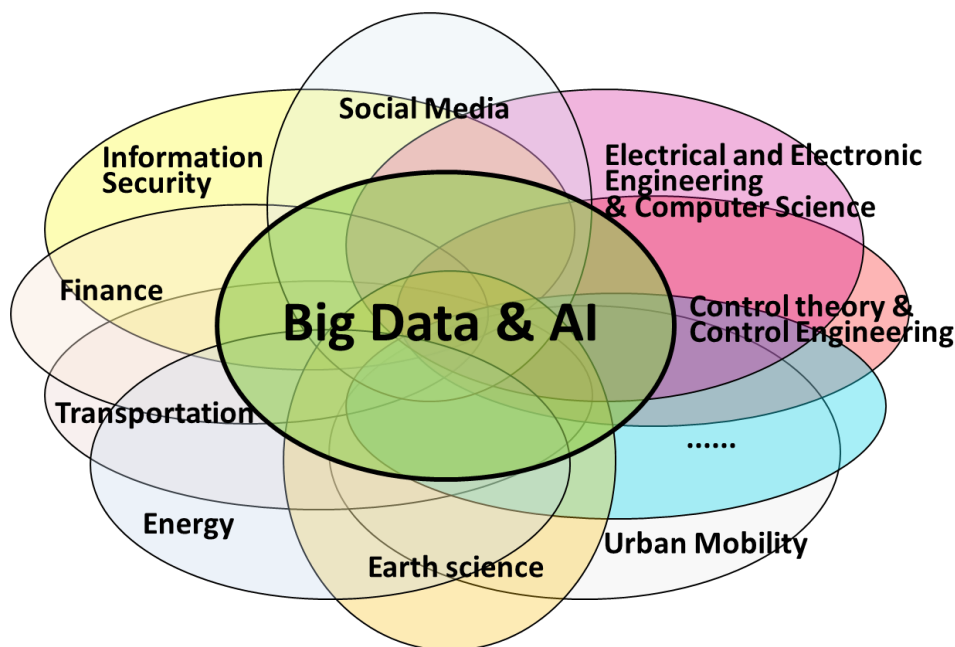 Social Media
Information
Security
Electrical and Electronic
Engineering
& Computer Science
Finance
Big Data & AI
Control theory &
Control Engineering
Transportation
......
Energy
Earth science
Urban Mobility